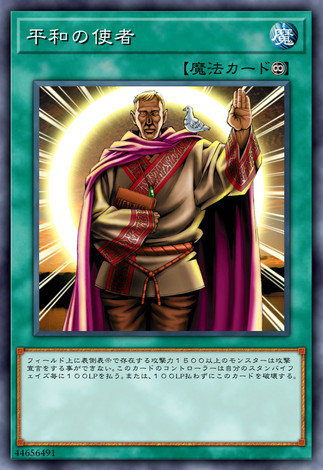 平和の使者
魔
【魔法カード】
フィールド上に表側表示で存在する攻撃力１５００以上のモンスターは攻撃
宣言をする事ができない。このカードのコントローラーは自分のスタンバイフ
ェイズ毎に１００LPを払う。または、１００LP払わずにこのカードを破壊する。
44656491